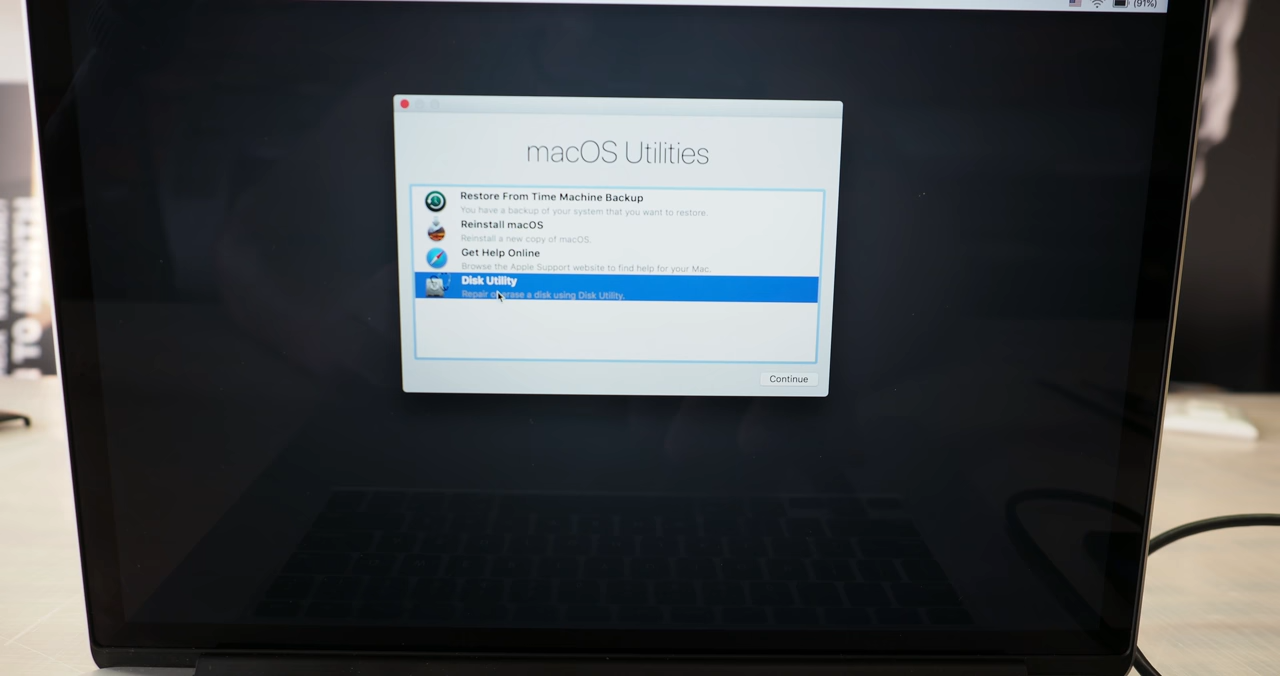 (91%)
macOS Utilities
Restore From Time Machine Backup
You have a backup of your system that you want to restore.
Reinstall macOS
Reinstall a new copy of macOS.
Get Help Online
Browse the Apple Support website to find help for your Mac.
Disk Utility
Repair or erase a disk using Disk Utility.
Continue
TO